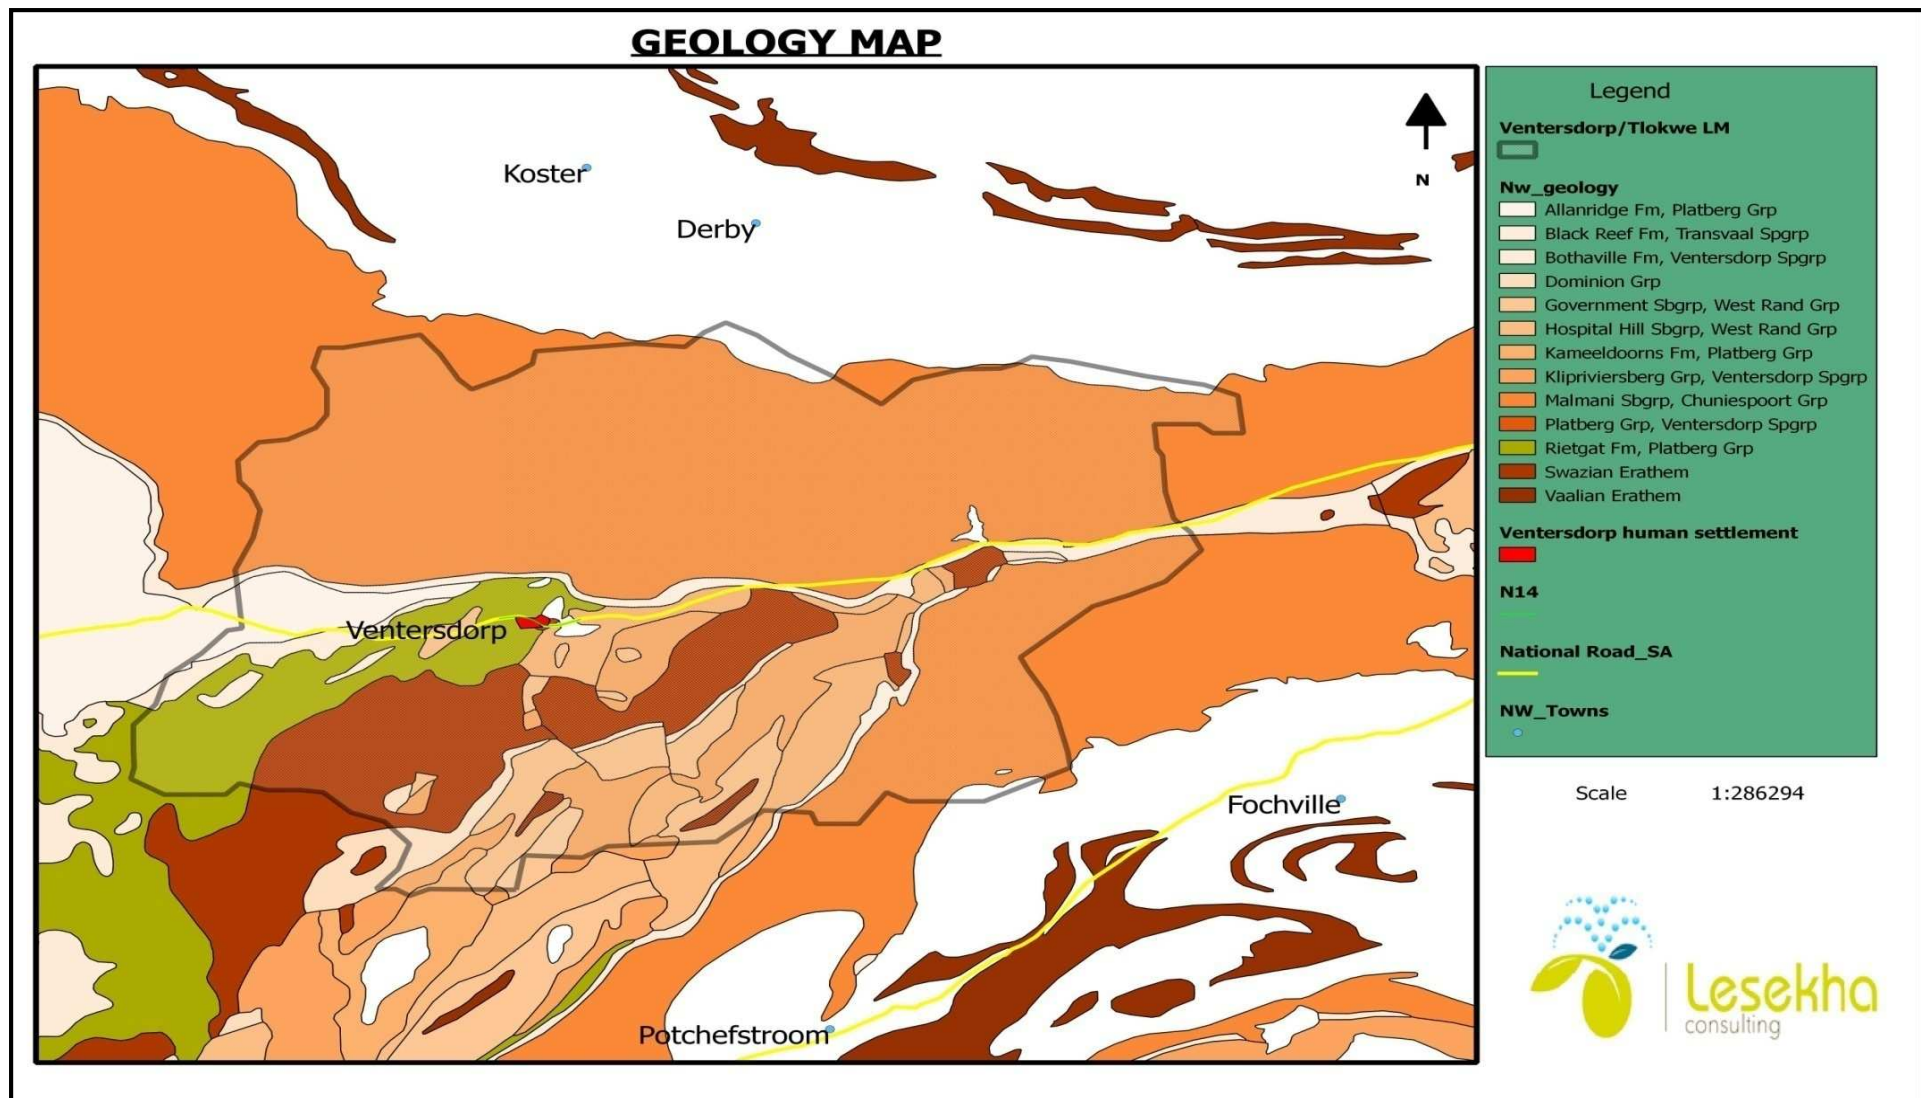 GEOLOGY MAP
Koster
Derby
N
Ventersdorp
Fochville
Potchefstroom
Legend
Ventersdorp/Tlokwe LM
Nw_geology
Allanridge Fm, Platberg Grp
Black Reef Fm, Transvaal Spgrp
Bothaville Fm, Ventersdorp Spgrp
Dominion Grp
Government Sbgrp, West Rand Grp
Hospital Hill Sbgrp, West Rand Grp
Kameeldoorns Fm, Platberg Grp
Klipriviersberg Grp, Ventersdorp Spgrp
Malmani Sbgrp, Chuniespoort Grp
Platberg Grp, Ventersdorp Spgrp
Rietgat Fm, Platberg Grp
Swazian Erathem
Vaalian Erathem
Ventersdorp human settlement
N14
National Road_SA
NW_Towns
Scale 1:286294
Lesekha
consulting